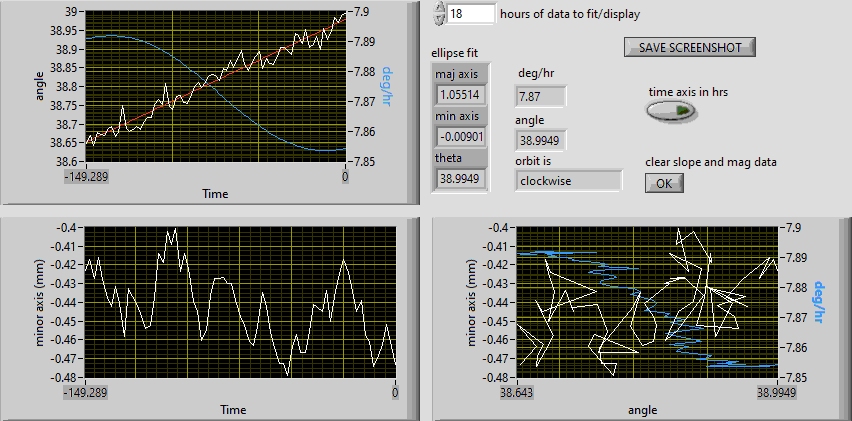 39
38.95
38.9
38.85
38.8
38.75
38.7
38.65
38.6
angle
7.9
7.89
7.88
7.87
7.86
7.85
deg/hr
-149.289
0
Time
18 hours of data to fit/display
SAVE SCREENSHOT
ellipse fit
maj axis
1.05514
min axis
-0.00901
theta
38.9949
deg/hr
7.87
angle
38.9949
orbit is
clockwise
time axis in hrs
clear slope and mag data
OK
-0.4
-0.41
-0.42
-0.43
-0.44
-0.45
-0.46
-0.47
-0.48
minor axis (mm)
-149.289
0
Time
-0.4
-0.41
-0.42
-0.43
-0.44
-0.45
-0.46
-0.47
-0.48
minor axis (mm)
7.9
7.89
7.88
7.87
7.86
7.85
deg/hr
38.643
38.9949
angle